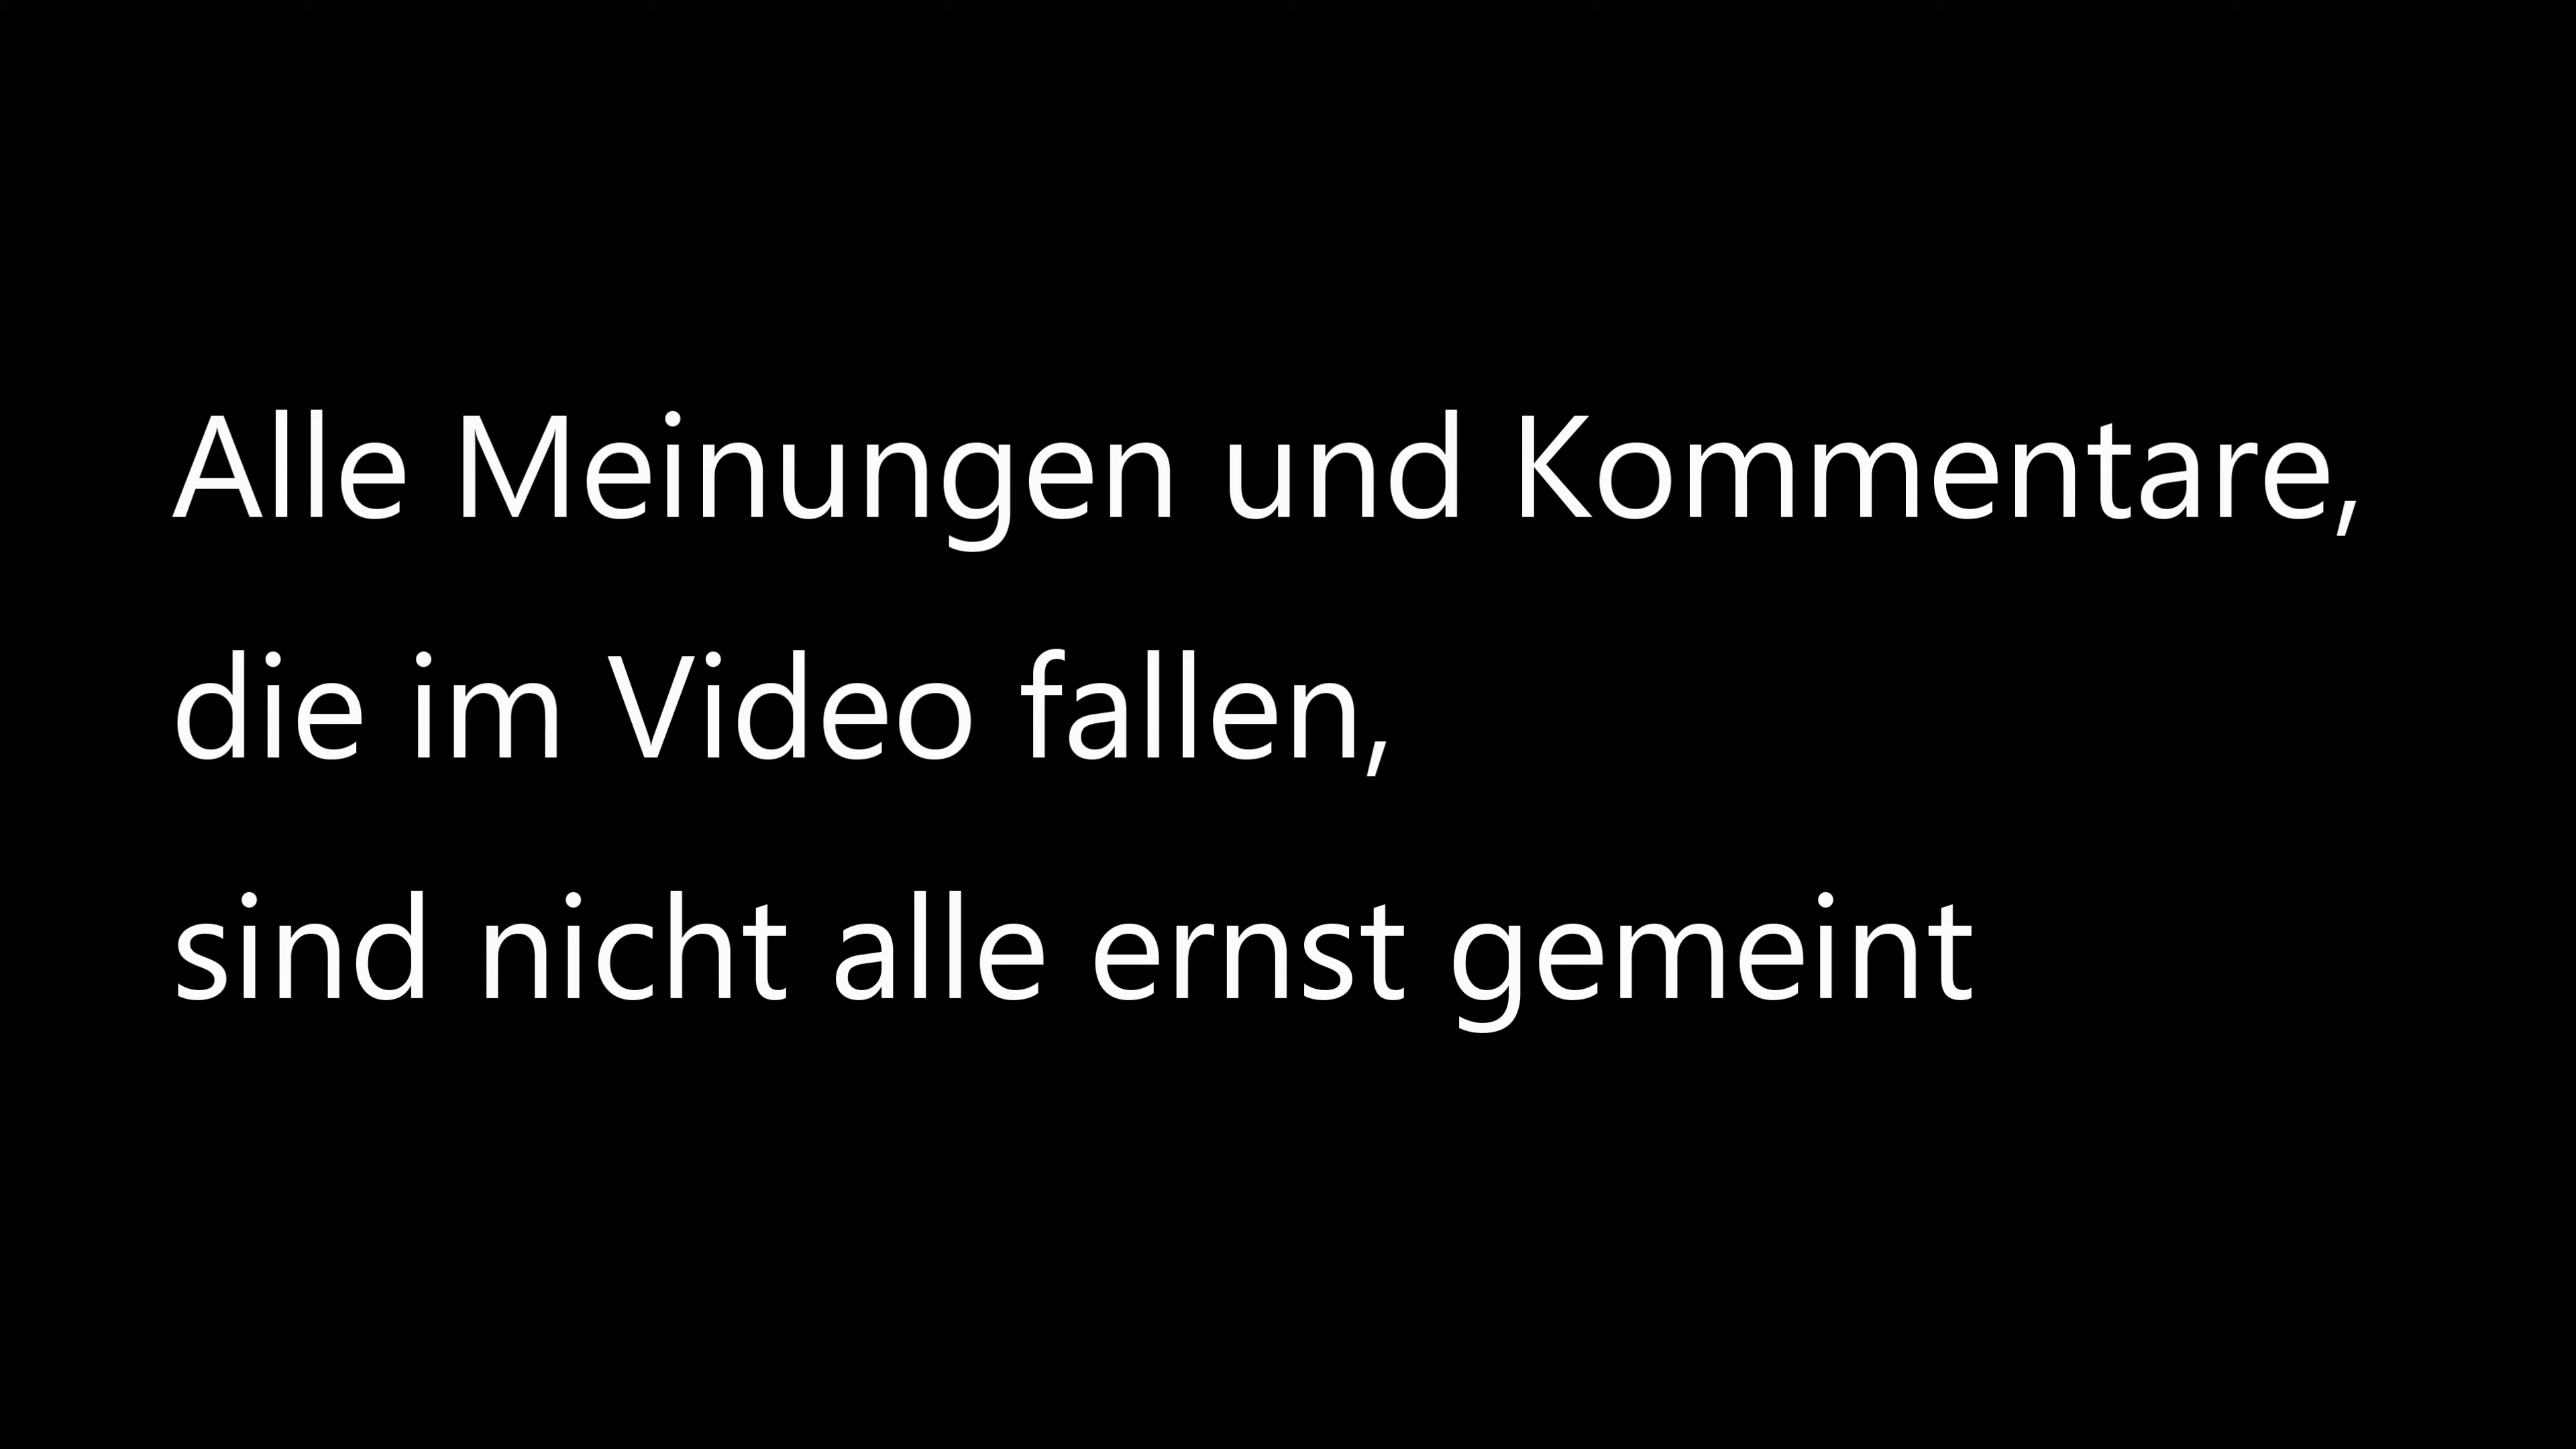 Alle Meinungen und Kommentare,
die im Video fallen,
sind nicht alle ernst gemeint